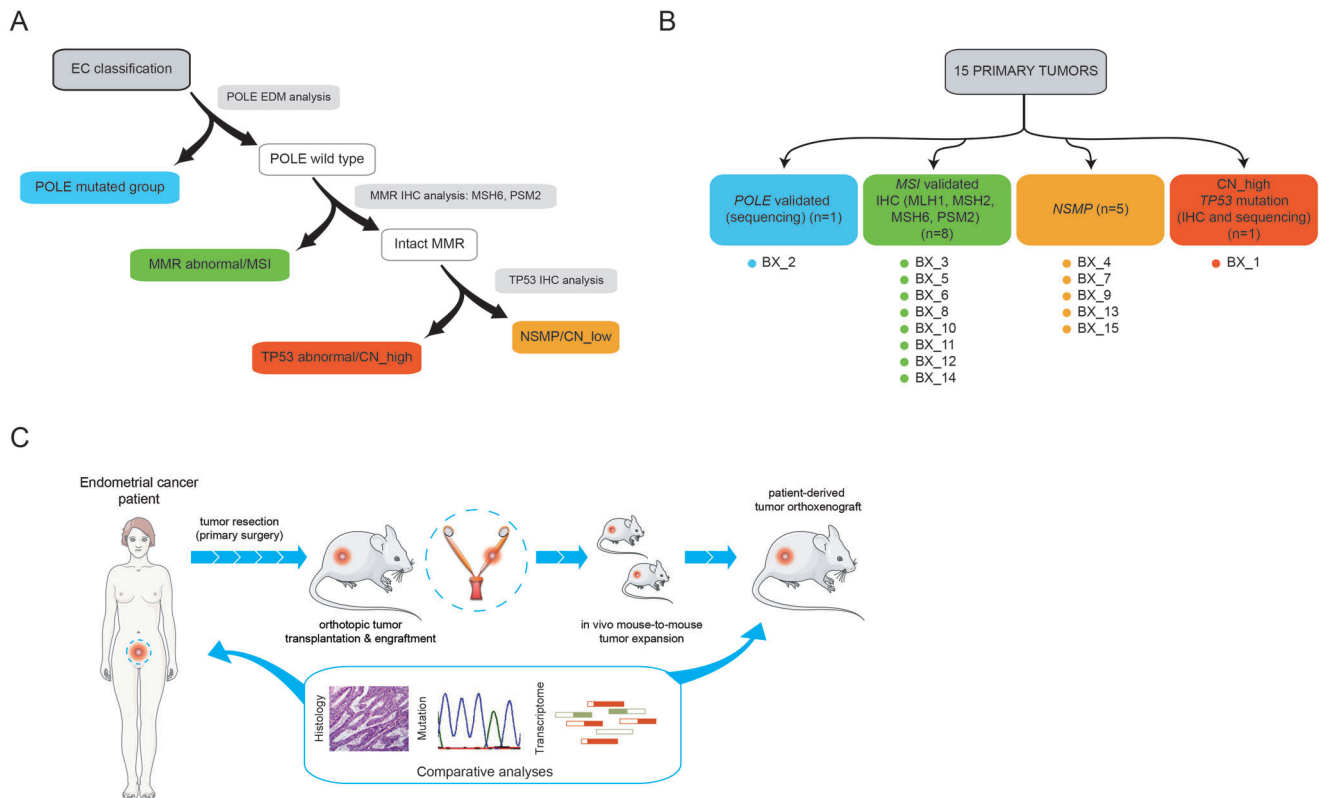 A
EC classification
POLE EDM analysis
POLE wild type
POLE mutated group
MMR IHC analysis: MSH6, PSM2
Intact MMR
MMR abnormal/MSI
TP53 IHC analysis
NSMP/CN_low
TP53 abnormal/CN_high
B
15 PRIMARY TUMORS
POLE validated
(sequencing) (n=1)
BX_2
MSI validated
IHC (MLH1, MSH2,
MSH6, PSM2)
(n=8)
BX_3
BX_5
BX_6
BX_8
BX_10
BX_11
BX_12
BX_14
NSMP (n=5)
BX_4
BX_7
BX_9
BX_13
BX_15
CN_high
TP53 mutation
(IHC and sequencing)
(n=1)
BX_1
C
Endometrial cancer
patient
tumor resection
(primary surgery)
orthotopic tumor
transplantation & engraftment
in vivo mouse-to-mouse
tumor expansion
patient-derived
tumor orthoxenograft
Histology
Mutation
Transcriptome
Comparative analyses